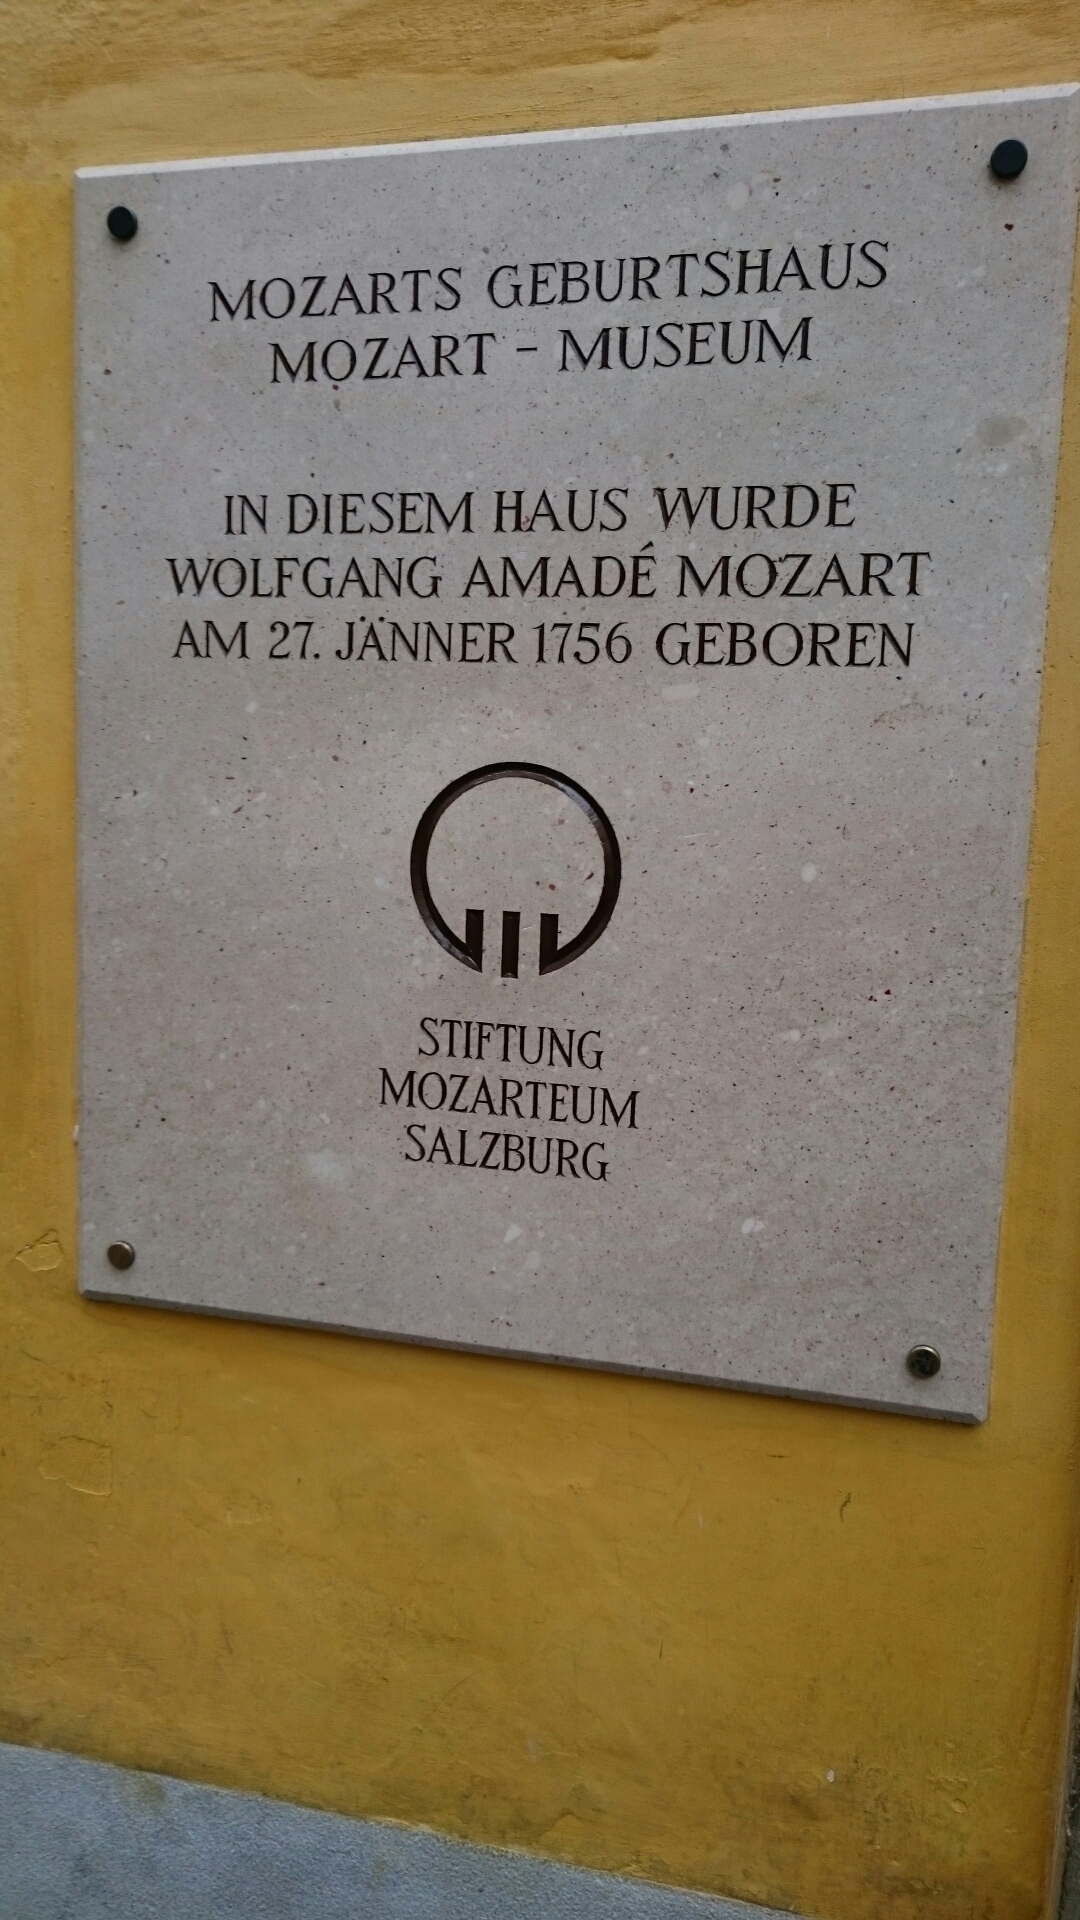 MOZARTS GEBURTSHAUS
MOZART - MUSEUM
IN DIESEM HAUS WURDE
WOLFGANG AMADÉ MOZART
AM 27. JÄNNER 1756 GEBOREN
STIFTUNG
MOZARTEUM
SALZBURG